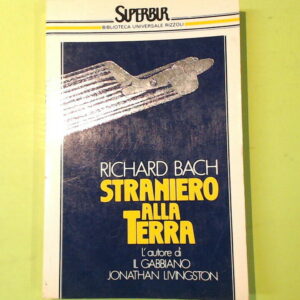 SUPERBUR
BIBLIOTECA UNIVERSALE RIZZOLI
RICHARD BACH
STRANIERO
ALLA
TERRA
L'autore di
IL GABBIANO
JONATHAN LIVINGSTON